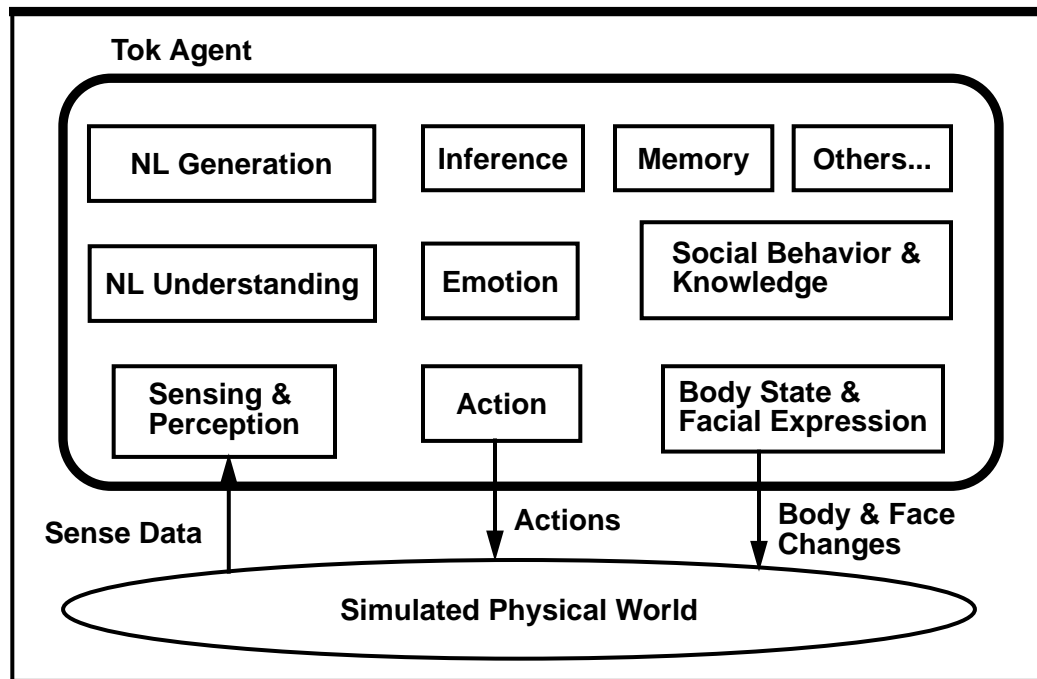 Tok Agent
NL Generation
Inference
Memory
Others...
NL Understanding
Emotion
Social Behavior &
Knowledge
Sensing &
Perception
Action
Body State &
Facial Expression
Sense Data
Actions
Body & Face
Changes
Simulated Physical World